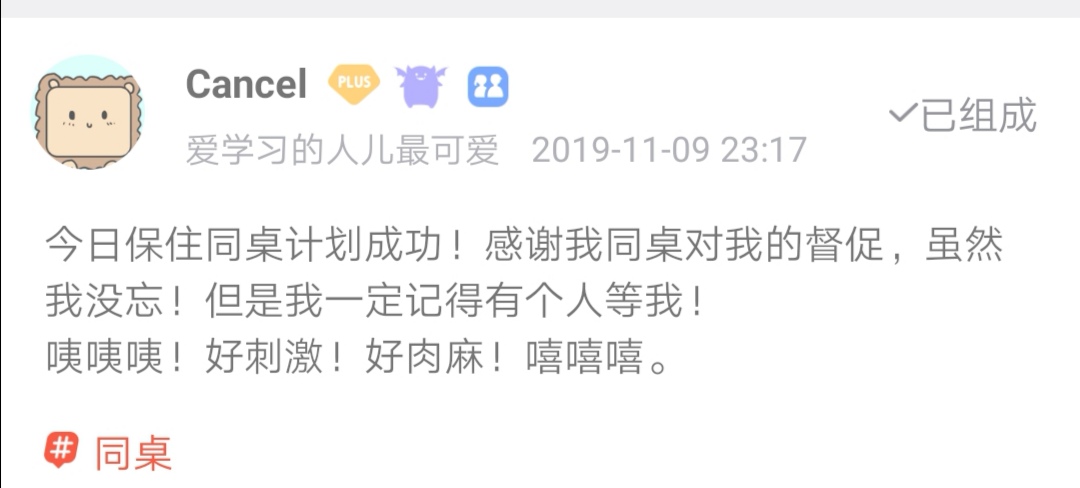 Cancel PLUS
✓已组成
爱学习的人儿最可爱 2019-11-09 23:17
今日保住同桌计划成功！感谢我同桌对我的督促，虽然
我没忘！但是我一定记得有个人等我！
咦咦咦！好刺激！好肉麻！嘻嘻嘻。
# 同桌